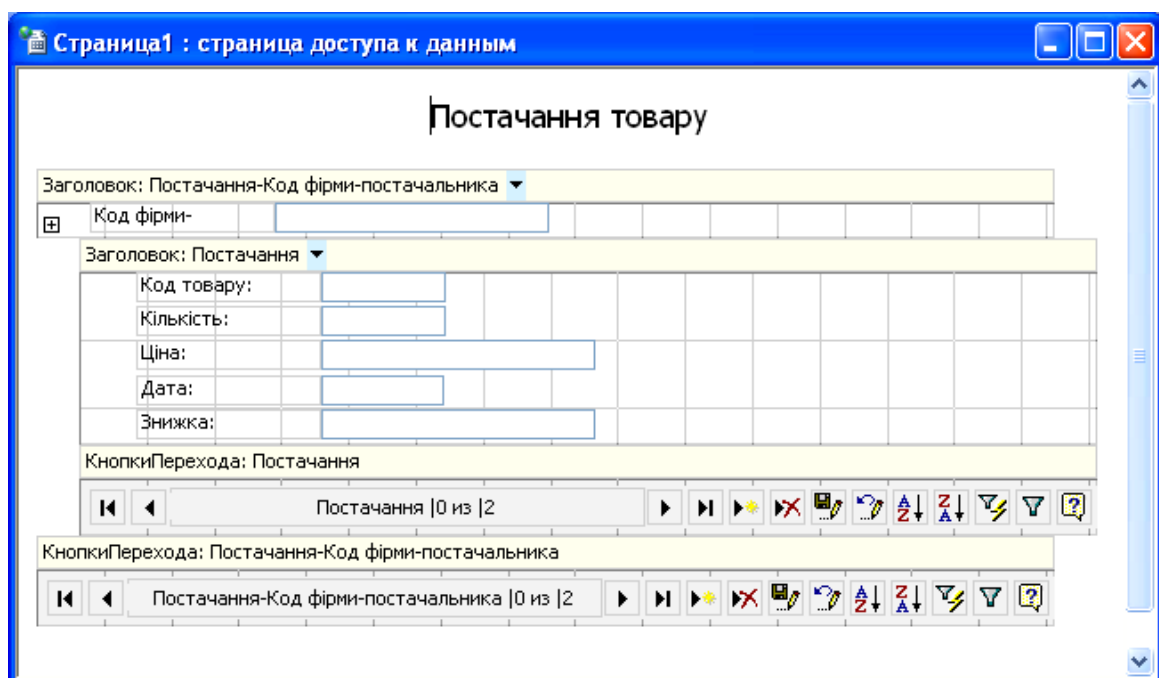 Страница1 : страница доступа к данным
Постачання товару
Заголовок: Постачання-Код фірми-постачальника
Код фірми-
Заголовок: Постачання
Код товару:
Кількість:
Ціна:
Дата:
Знижка:
КнопкиПерехода: Постачання
Постачання |0 из |2
КнопкиПерехода: Постачання-Код фірми-постачальника
Постачання-Код фірми-постачальника |0 из |2